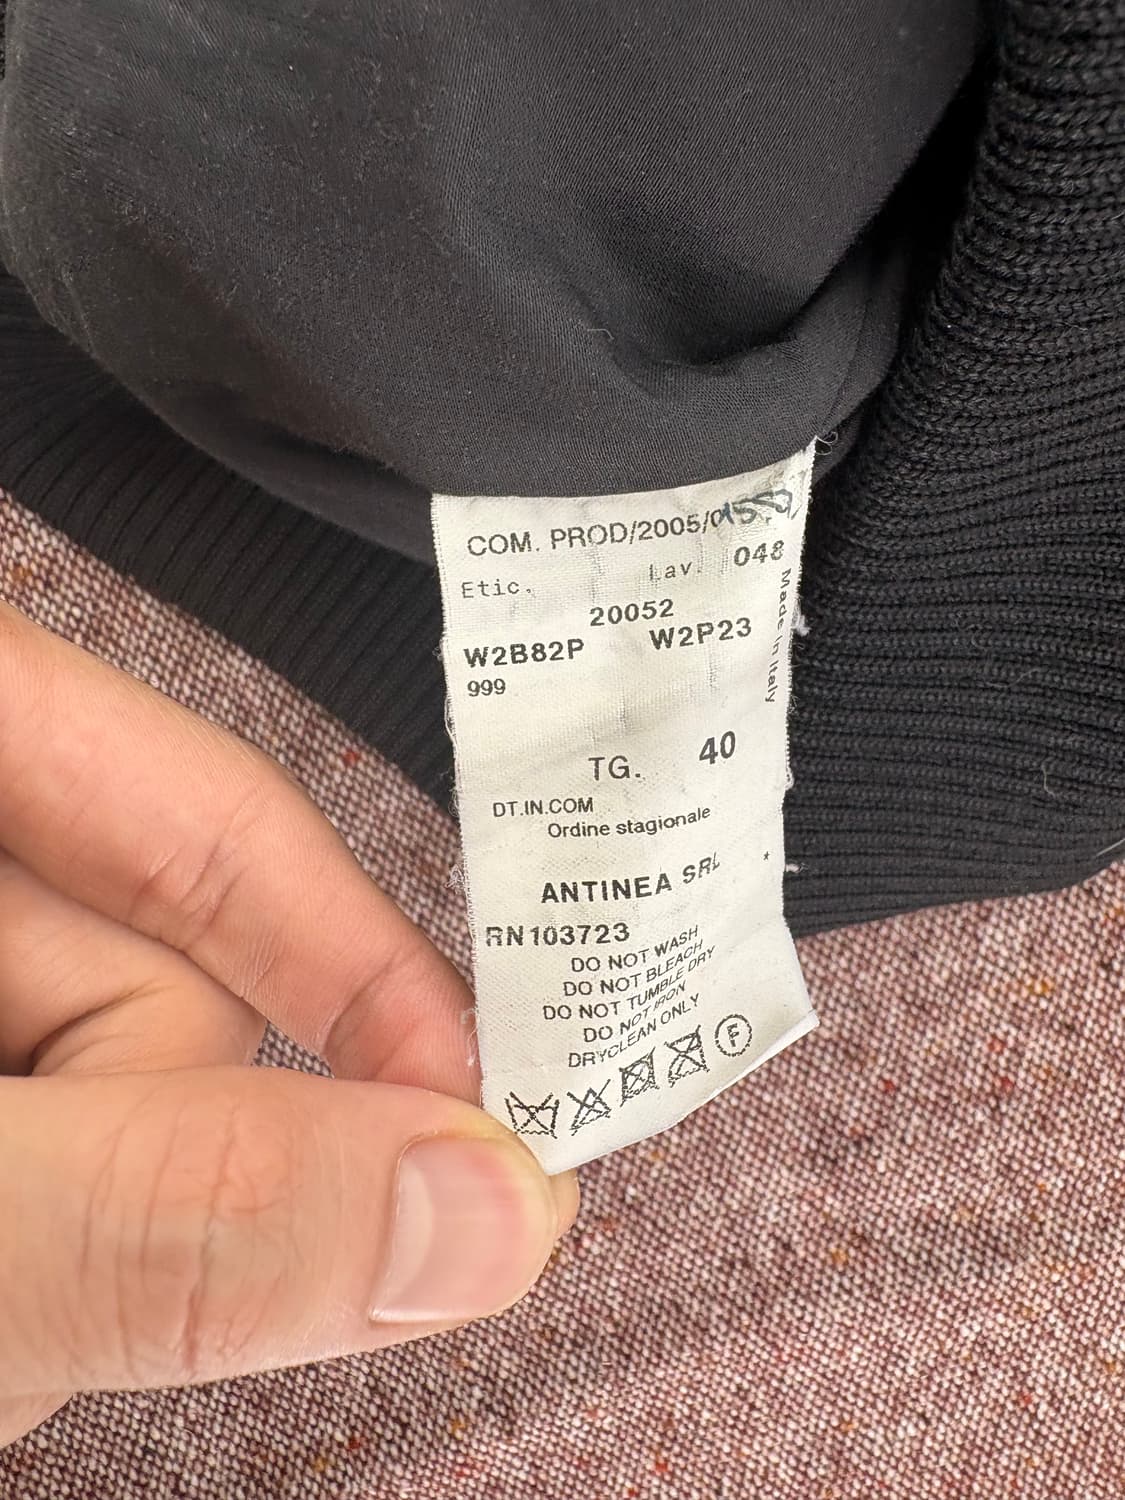 COM. PROD/2005/
Etic. Lav. 048
20052
W2B82P W2P23
999
Made in Italy
TG. 40
DT.IN.COM
Ordine stagionale
ANTINEA SRL *
RN103723
DO NOT WASH
DO NOT BLEACH
DO NOT TUMBLE DRY
DO NOT IRON
DRYCLEAN ONLY
F